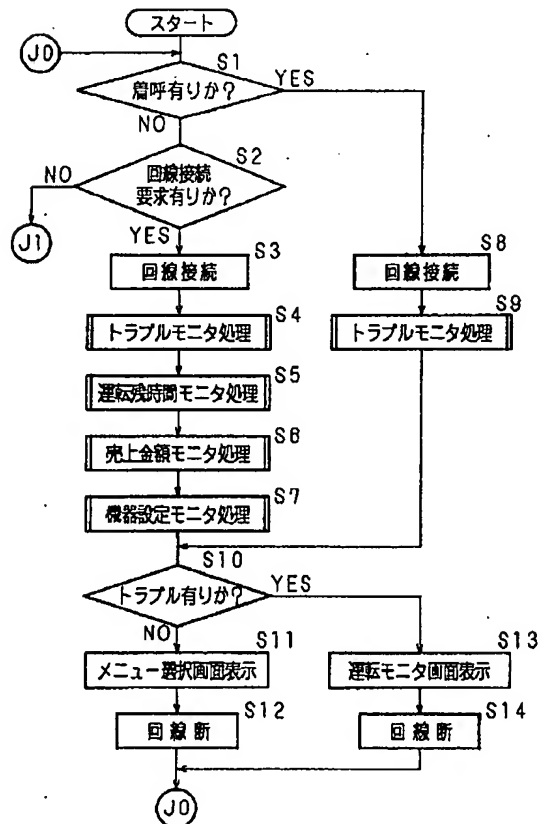 スタート
J0
S1
着呼有りか?
YES
NO
S2
回線接続
要求有りか?
NO
J1
YES
S3
回線接続
S8
回線接続
S4
トラブルモニタ処理
S9
トラブルモニタ処理
S5
運転残時間モニタ処理
S6
売上金額モニタ処理
S7
機器設定モニタ処理
S10
トラブル有りか?
YES
NO
S11
メニュー選択画面表示
S13
運転モニタ画面表示
S12
回線断
S14
回線断
J0